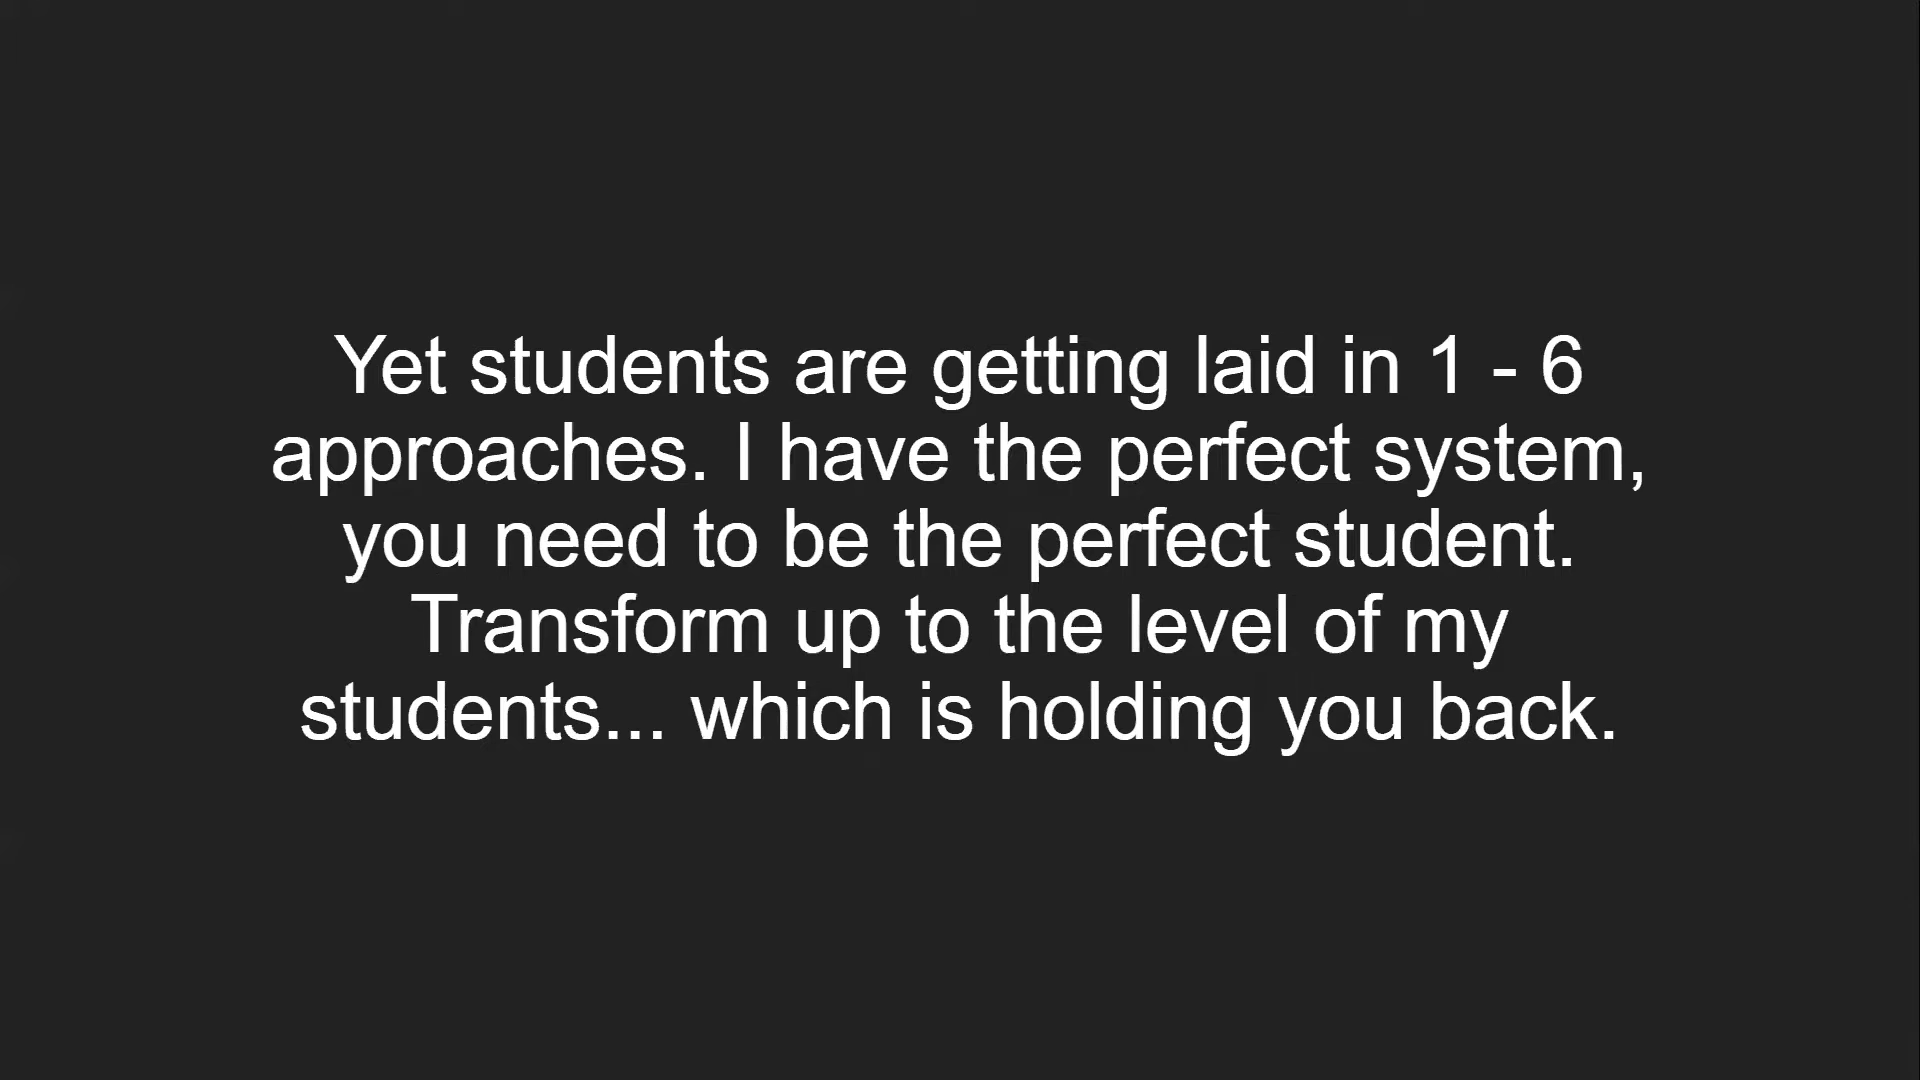 Yet students are getting laid in 1 - 6
approaches. I have the perfect system,
you need to be the perfect student.
Transform up to the level of my
students... which is holding you back.